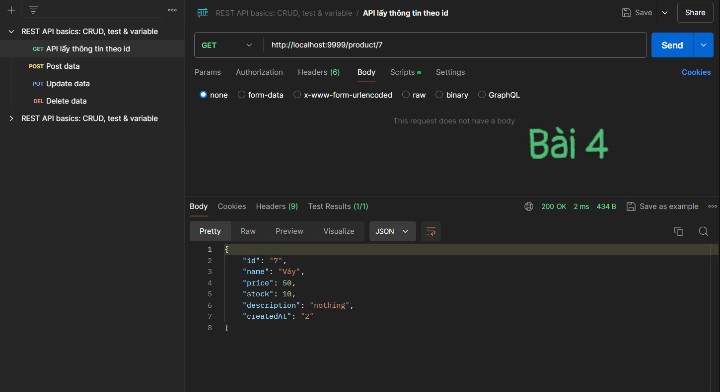 REST API basics: CRUD, test & variable / API lấy thông tin theo id
Save
Share
REST API basics: CRUD, test & variable
GET API lấy thông tin theo id
POST Post data
PUT Update data
DEL Delete data
REST API basics: CRUD, test & variable
GET http://localhost:9999/product/7 Send
Params Authorization Headers (6) Body Scripts Settings Cookies
none form-data x-www-form-urlencoded raw binary GraphQL
This request does not have a body
Bài 4
Body Cookies Headers (9) Test Results (1/1) 200 OK 2 ms 434 B Save as example
Pretty Raw Preview Visualize JSON
1 {
2 "id": "7",
3 "name": "Váy",
4 "price": 50,
5 "stock": 10,
6 "description": "nothing",
7 "createdAt": "2"
8 }